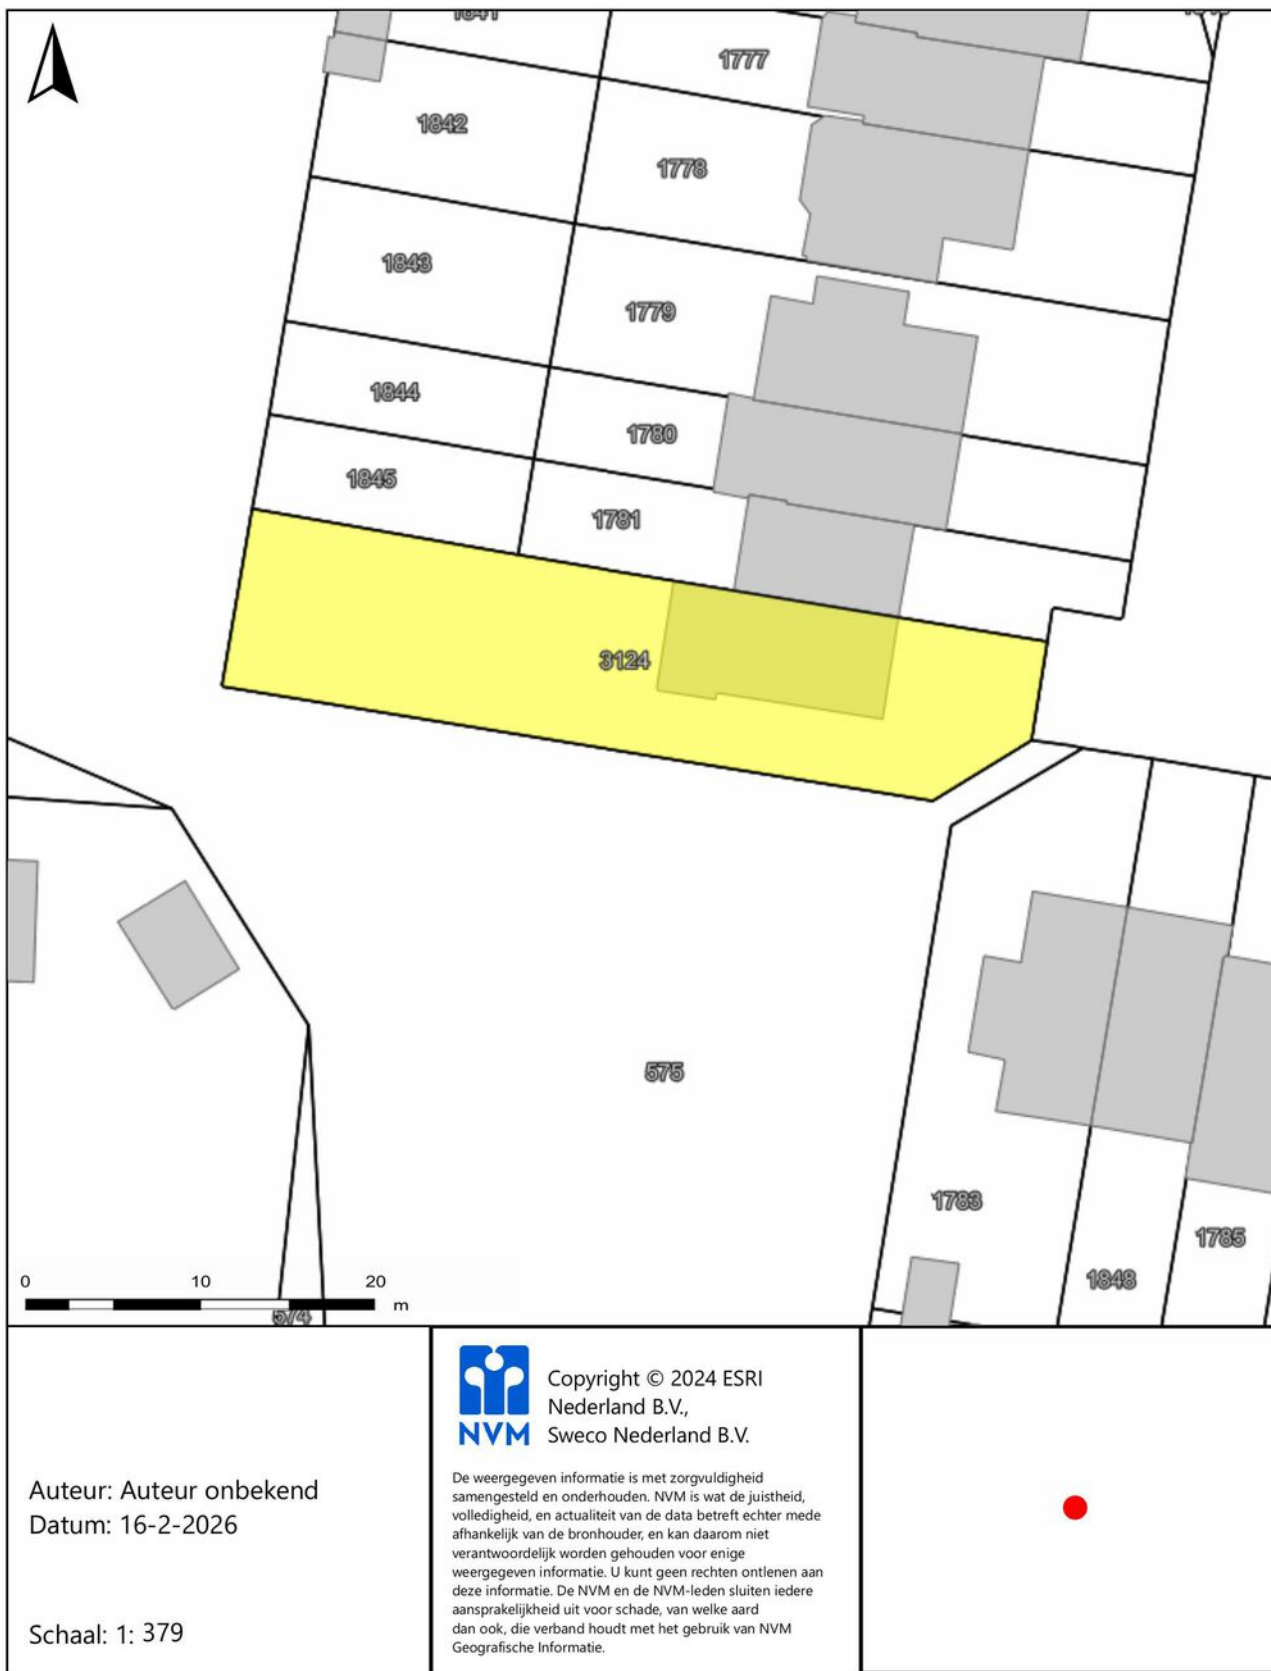 1841
1777
1842
1778
1843
1779
1844
1780
1845
1781
3124
575
1783
1785
1848
0 10 20
m
574
Auteur: Auteur onbekend
Datum: 16-2-2026
Schaal: 1: 379
NVM
Copyright © 2024 ESRI
Nederland B.V.,
Sweco Nederland B.V.
De weergegeven informatie is met zorgvuldigheid
samengesteld en onderhouden. NVM is wat de juistheid,
volledigheid, en actualiteit van de data betreft echter mede
afhankelijk van de bronhouder, en kan daarom niet
verantwoordelijk worden gehouden voor enige
weergegeven informatie. U kunt geen rechten ontlenen aan
deze informatie. De NVM en de NVM-leden sluiten iedere
aansprakelijkheid uit voor schade, van welke aard
dan ook, die verband houdt met het gebruik van NVM
Geografische Informatie.